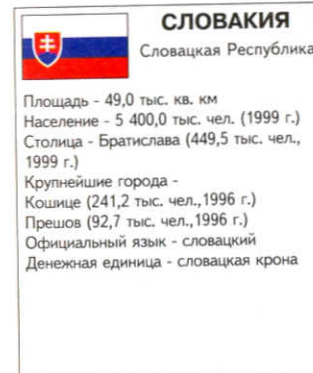 СЛОВАКИЯ
Словацкая Республика
Площадь - 49,0 тыс. кв. км
Население - 5 400,0 тыс. чел. (1999 г.)
Столица - Братислава (449,5 тыс. чел.,
1999 г.)
Крупнейшие города -
Кошице (241,2 тыс. чел.,1996 г.)
Прешов (92,7 тыс. чел.,1996 г.)
Официальный язык - словацкий
Денежная единица - словацкая крона